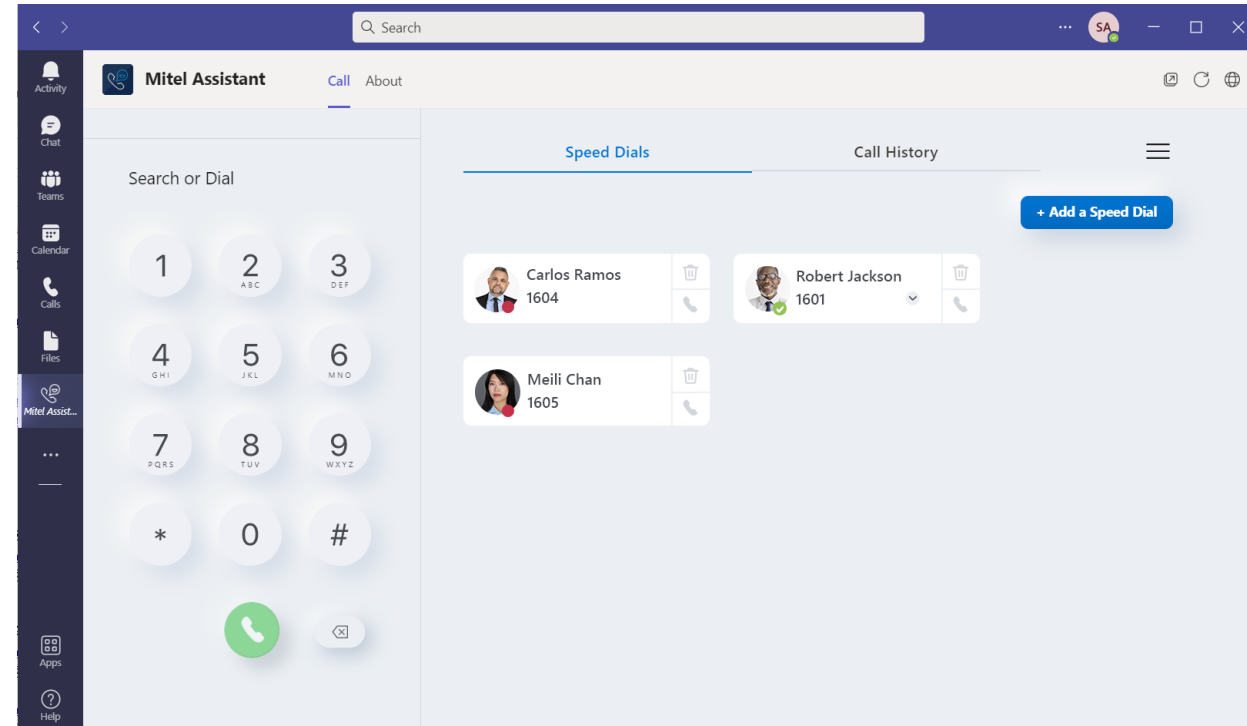 Search
SA
Activity
Chat
Teams
Calendar
Calls
Files
Mitel Assist...
Apps
Help
Mitel Assistant
Call
About
Search or Dial
1
2
ABC
3
DEF
4
GHI
5
JKL
6
MNO
7
PQRS
8
TUV
9
WXYZ
*
0
#
Speed Dials
Call History
+ Add a Speed Dial
Carlos Ramos
1604
Robert Jackson
1601
Meili Chan
1605